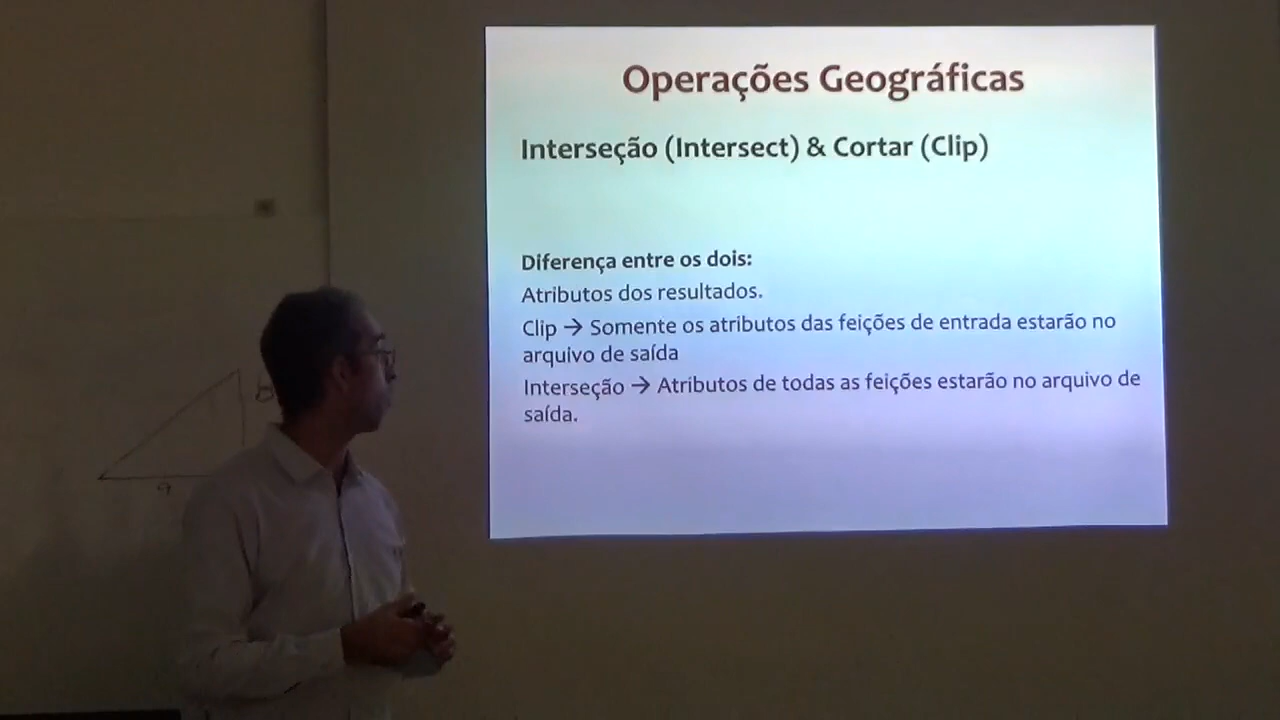 Operações Geográficas
Interseção (Intersect) & Cortar (Clip)
Diferença entre os dois:
Atributos dos resultados.
Clip → Somente os atributos das feições de entrada estarão no
arquivo de saída
Interseção → Atributos de todas as feições estarão no arquivo de
saída.